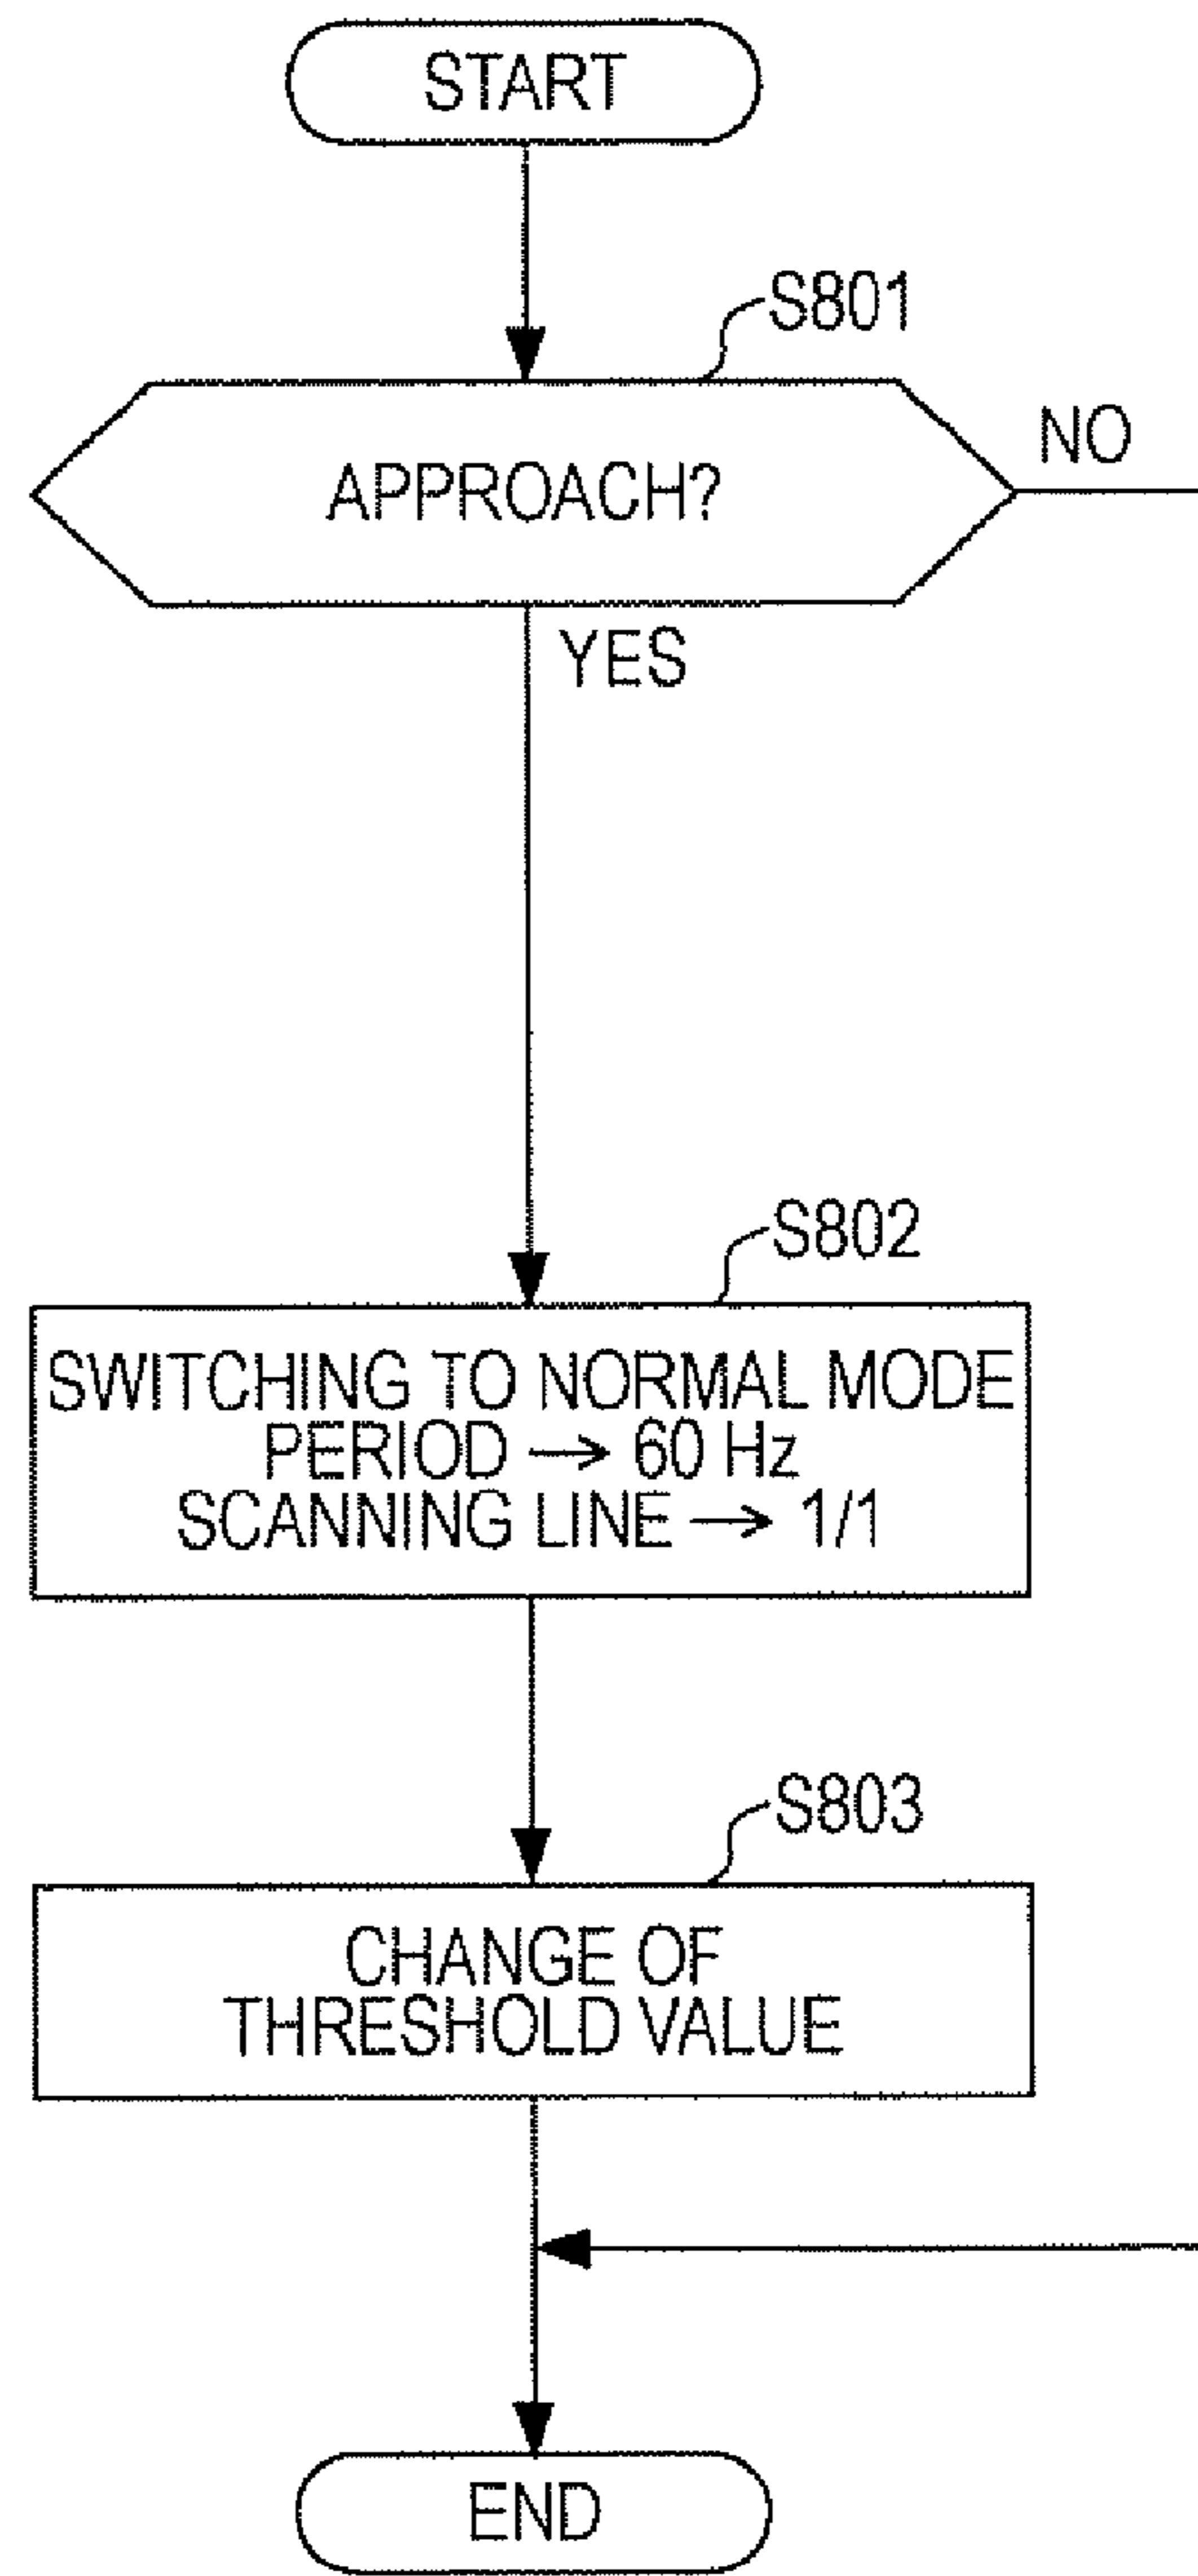 START
S801
APPROACH?
NO
YES
S802
SWITCHING TO NORMAL MODE
PERIOD → 60 Hz
SCANNING LINE → 1/1
S803
CHANGE OF
THRESHOLD VALUE
END